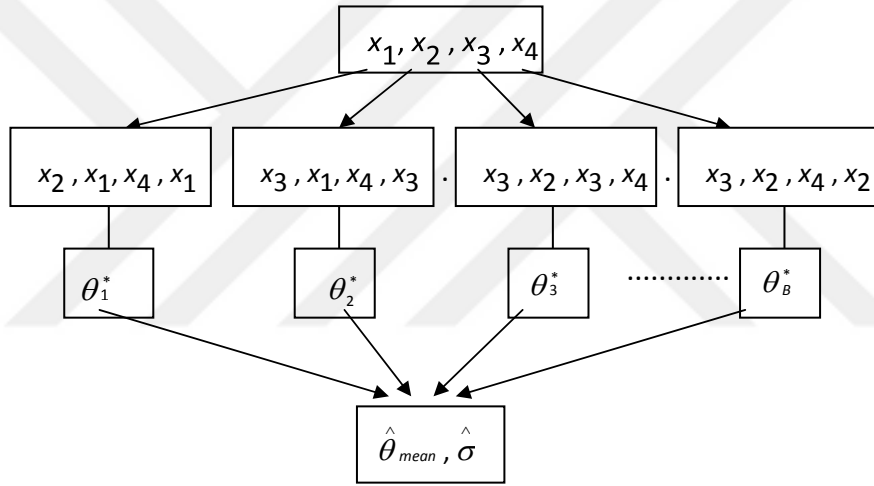 x₁, x₂, x₃, x₄
x₂, x₁, x₄, x₁
x₃, x₁, x₄, x₃ .
x₃, x₂, x₃, x₄ .
x₃, x₂, x₄, x₂
θ₁*
θ₂*
θ₃*
.............
θ_B*
θ̂ mean, σ̂